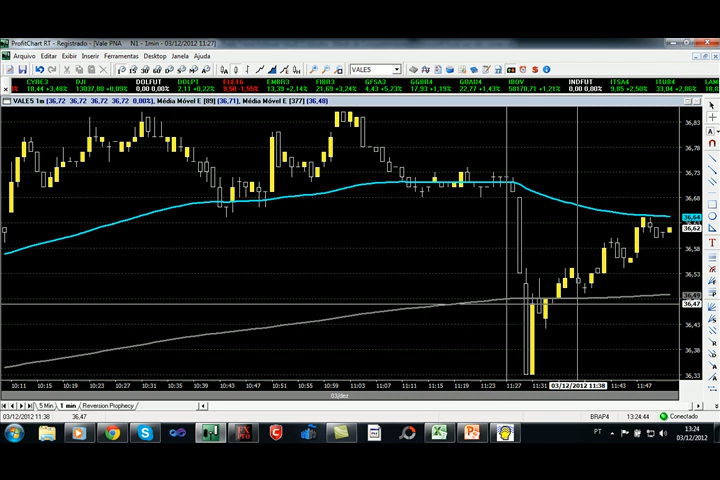 ProfitChart RT - Registrado - [Vale PNA N1 - 1min - 03/12/2012 11:27]
Arquivo Editar Exibir Inserir Ferramentas Desktop Janela Ajuda
1 2 5 10 15 30 60 D S M
VALE5
CYRE3 DJI DOLFUT DOLPT ELET6 EMBR3 FIBR3 GFSA3 GGBR4 GOAU4 IBOV INDFUT ITSA4 ITUB4 LAM
18,44 +3,48% 13037,88 +0,09% 0,00 0,00% 2,11 +0,22% 9,50 -1,55% 13,39 +2,14% 21,69 +3,24% 4,43 +5,23% 17,93 +1,19% 22,77 +1,43% 58170,71 +1,21% 0,00 0,00% 9,85 +2,50% 33,04 +2,86%
VALE5 1m [36,72 36,72 36,72 36,72 0,00%], Média Móvel E [89] (36,71), Média Móvel E [377] (36,48)
36,83
36,78
36,73
36,68
36,64
36,62
36,58
36,53
36,47
36,43
36,38
36,33
10:11 10:15 10:19 10:23 10:27 10:31 10:35 10:39 10:43 10:47 10:51 10:55 10:59 11:03 11:07 11:11 11:15 11:19 11:23 11:27 11:31 03/12/2012 11:38 11:43 11:47
03/dez
5 Min 1 min Reversion Prophecy
03/12/2012 11:38 36,47 BRAP4 13:24:44 Conectado
PT 13:24
03/12/2012